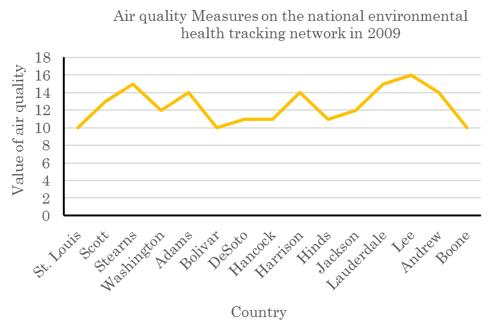 Air quality Measures on the national environmental
health tracking network in 2009
Value of air quality
18
16
14
12
10
8
6
4
2
0
St. Louis
Scott
Stearns
Washington
Adams
Bolivar
DeSoto
Hancock
Harrison
Hinds
Jackson
Lauderdale
Lee
Andrew
Boone
Country